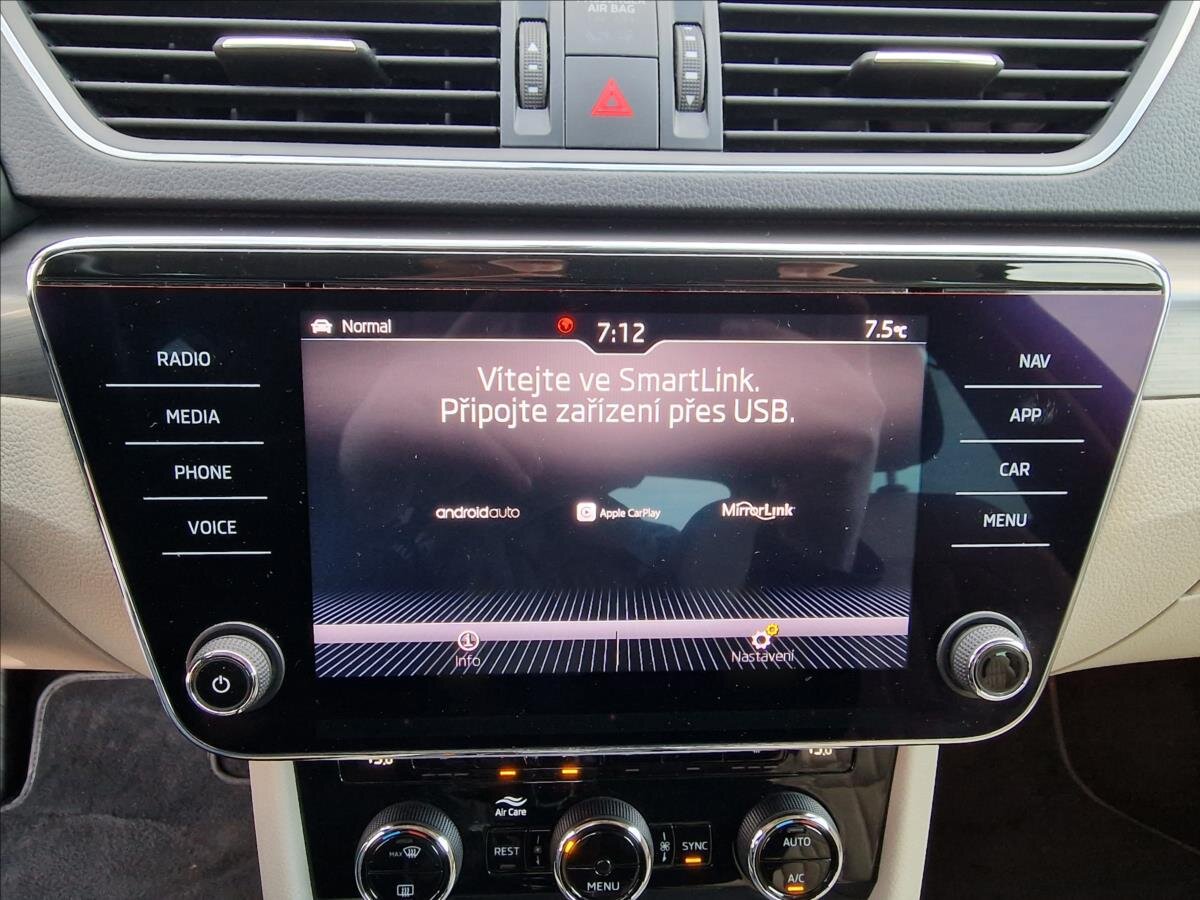 AIR BAG
Normal
7:12
7.5°C
RADIO
MEDIA
PHONE
VOICE
Vítejte ve SmartLink.
Připojte zařízení přes USB.
androidauto
Apple CarPlay
MirrorLink
Info
Nastavení
NAV
APP
CAR
MENU
Air Care
MAX
REST
MENU
SYNC
AUTO
A/C